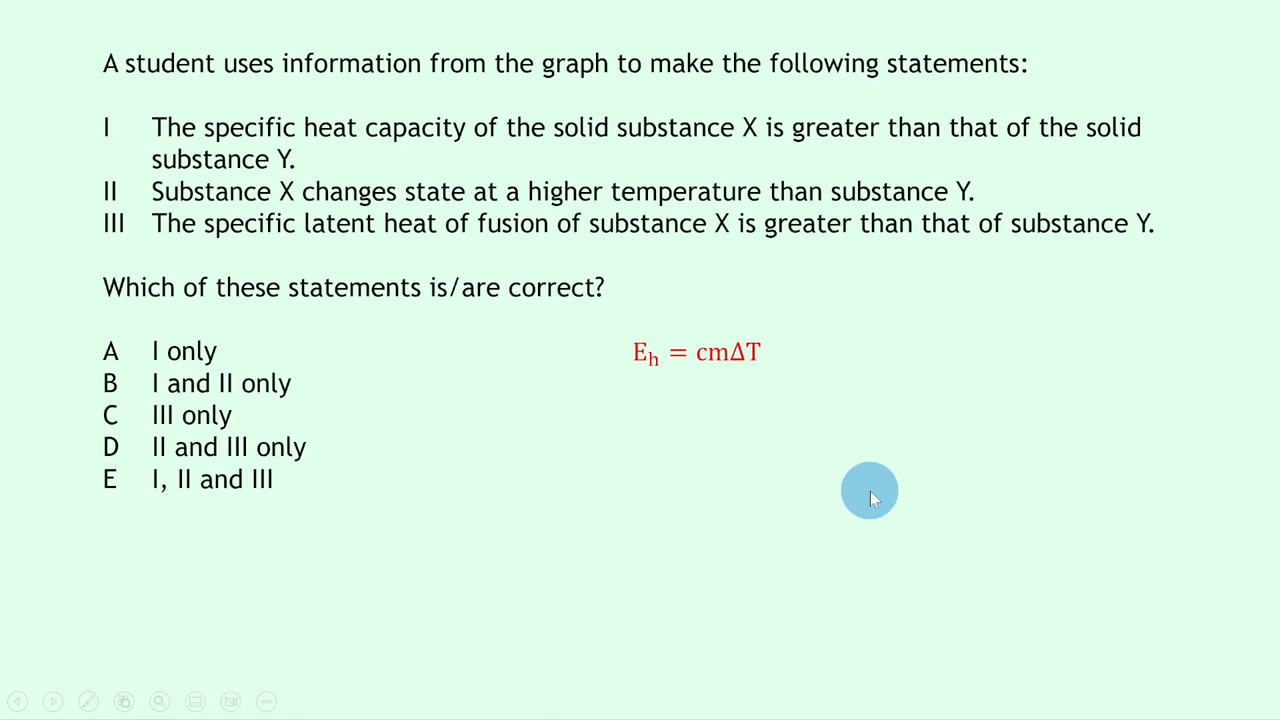 A student uses information from the graph to make the following statements:
I The specific heat capacity of the solid substance X is greater than that of the solid
substance Y.
II Substance X changes state at a higher temperature than substance Y.
III The specific latent heat of fusion of substance X is greater than that of substance Y.
Which of these statements is/are correct?
A I only
E_h = cmΔT
B I and II only
C III only
D II and III only
E I, II and III